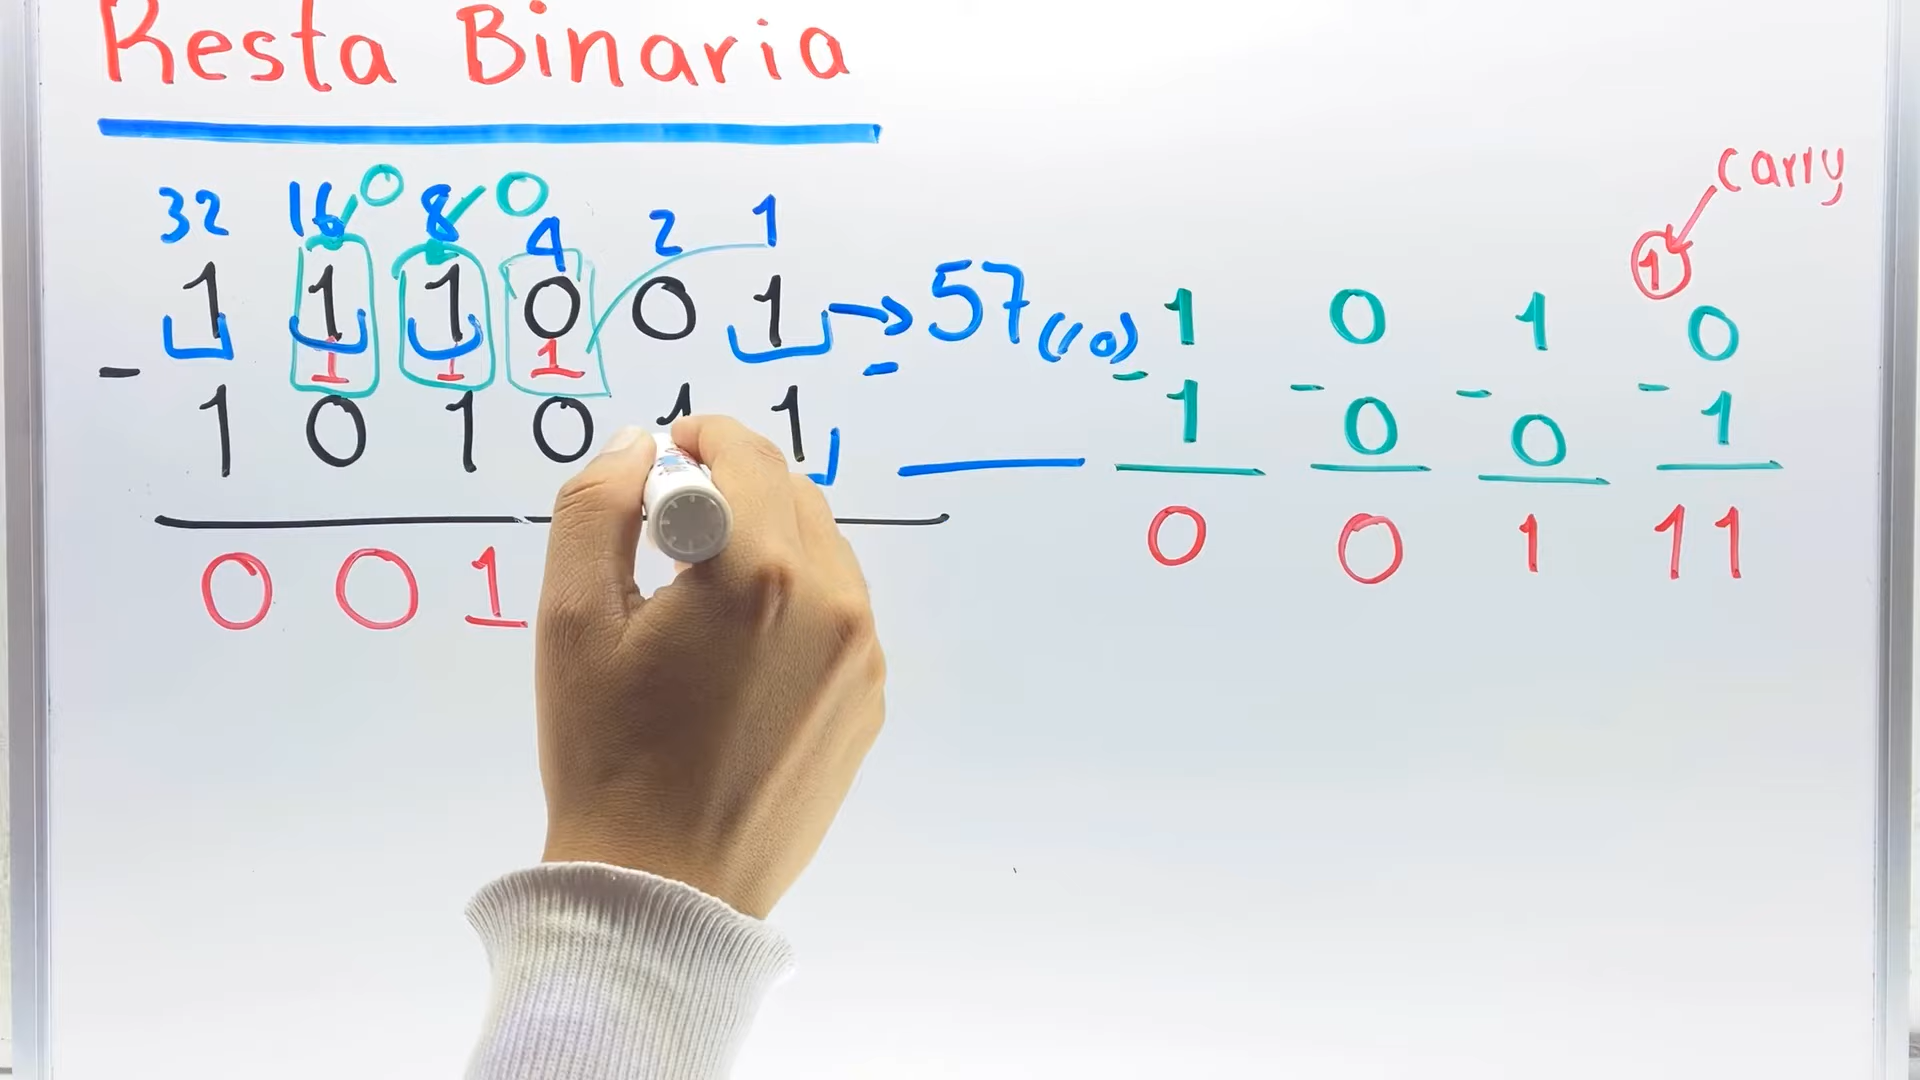 Resta Binaria
carry
0 0
32 16 8 4 2 1
1
1 1 1 0 0 1 → 57(10) 1 0 1 0
1 1 1
- 1 0 1 0 1 1 - - 1 - 0 - 0 - 1
0 0 1 0 0 1 11